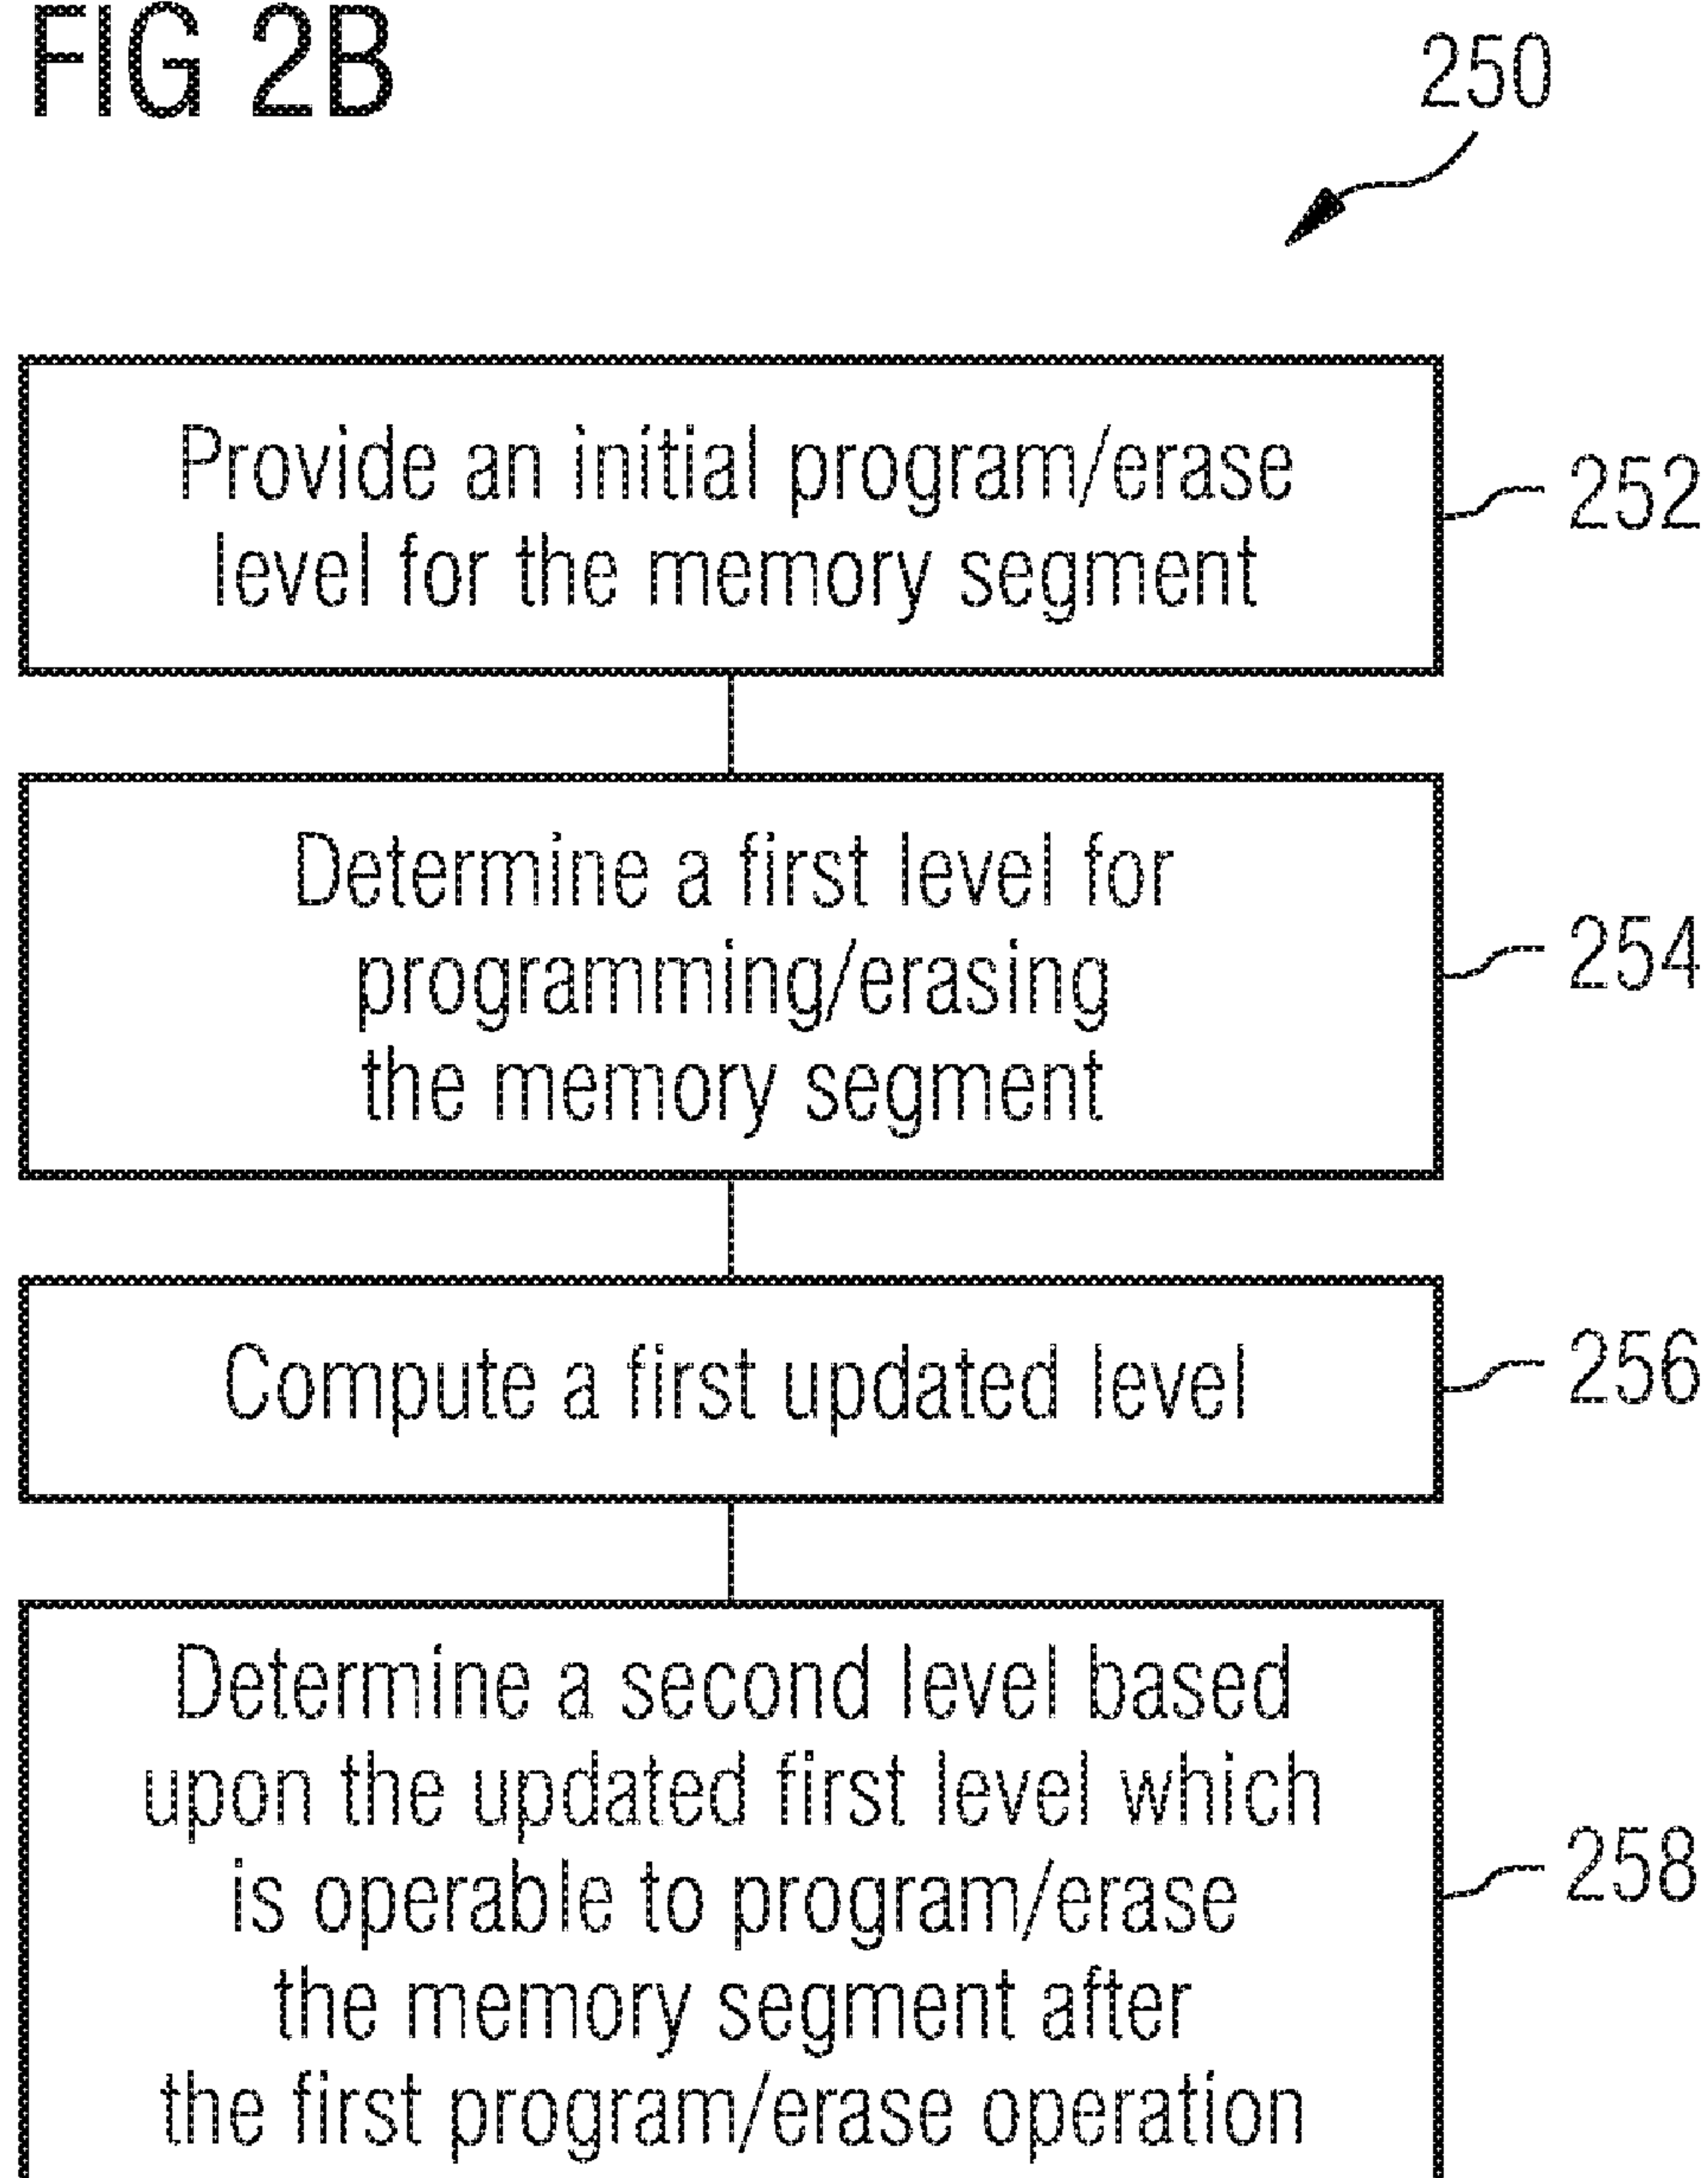 FIG 2B
250
Provide an initial program/erase
level for the memory segment
252
Determine a first level for
programming/erasing
the memory segment
254
Compute a first updated level
256
Determine a second level based
upon the updated first level which
is operable to program/erase
the memory segment after
the first program/erase operation
258